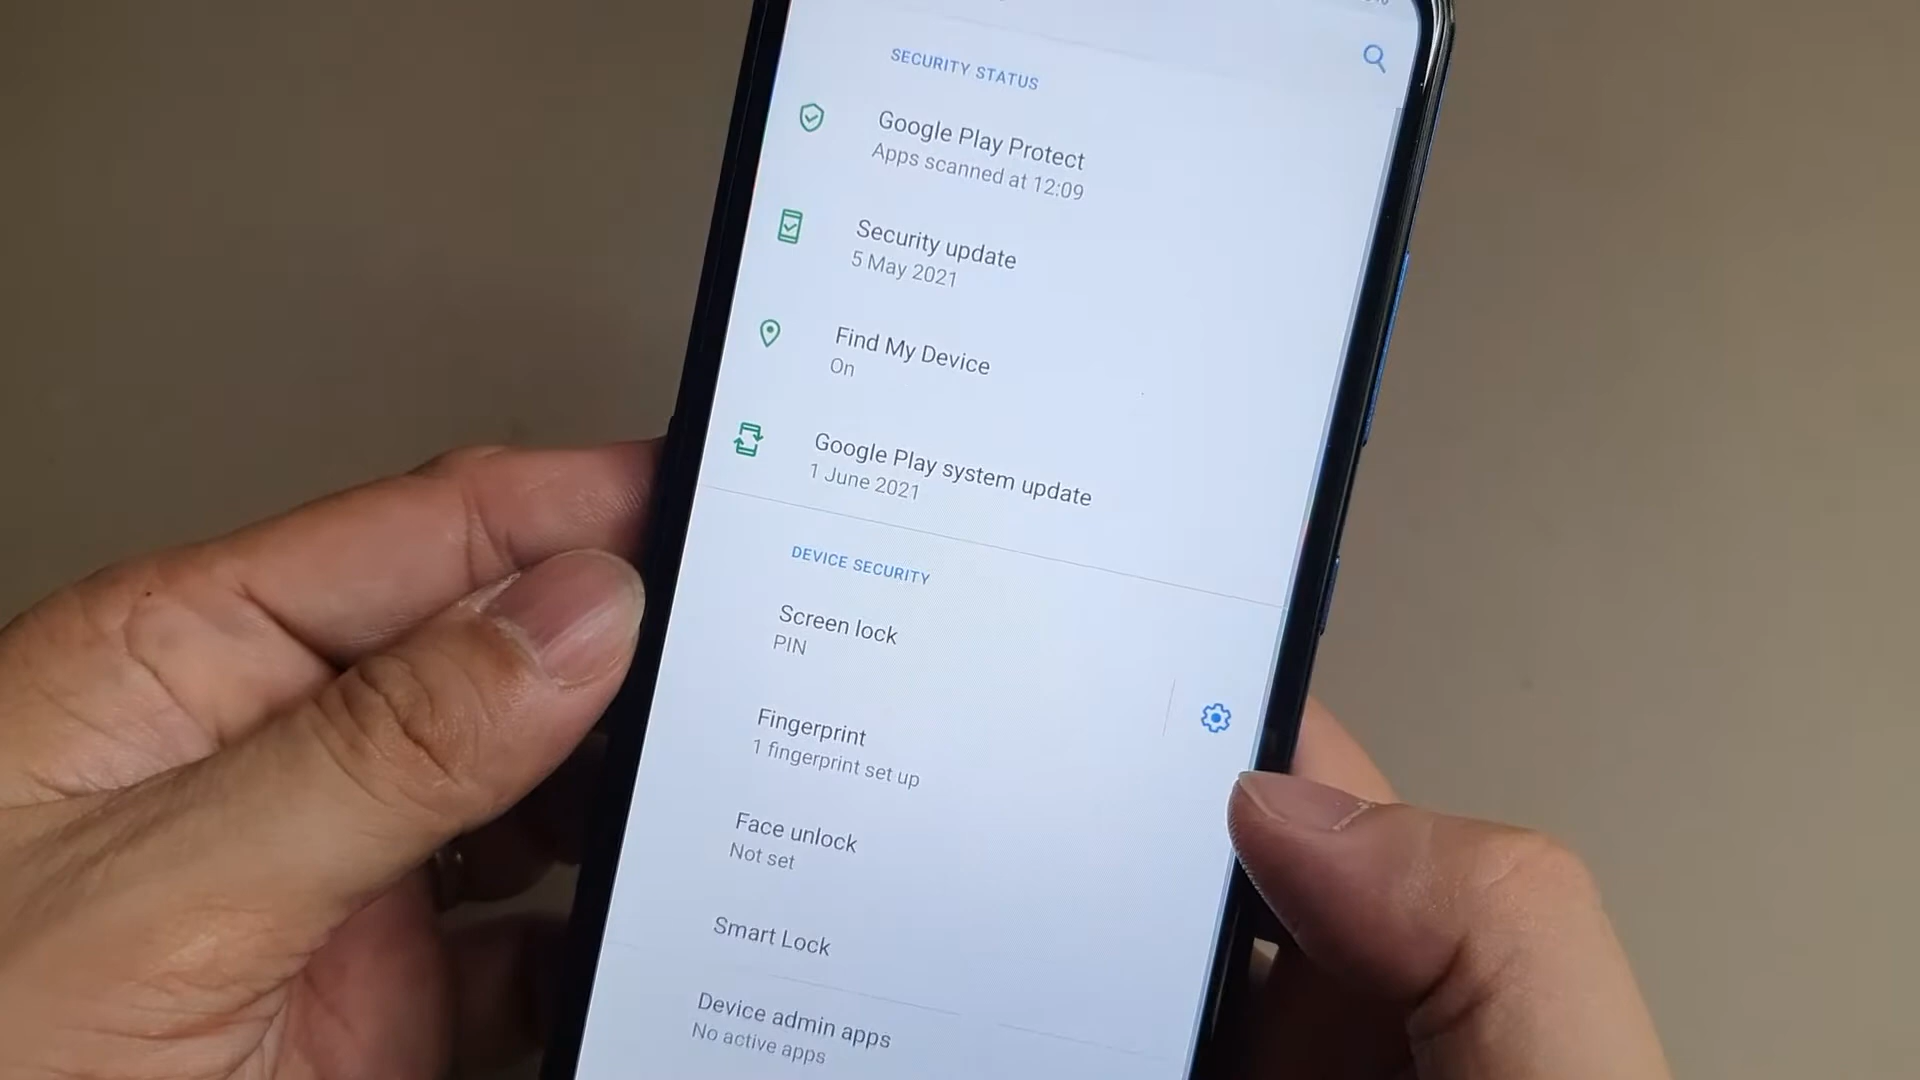 SECURITY STATUS
Google Play Protect
Apps scanned at 12:09
Security update
5 May 2021
Find My Device
On
Google Play system update
1 June 2021
DEVICE SECURITY
Screen lock
PIN
Fingerprint
1 fingerprint set up
Face unlock
Not set
Smart Lock
Device admin apps
No active apps